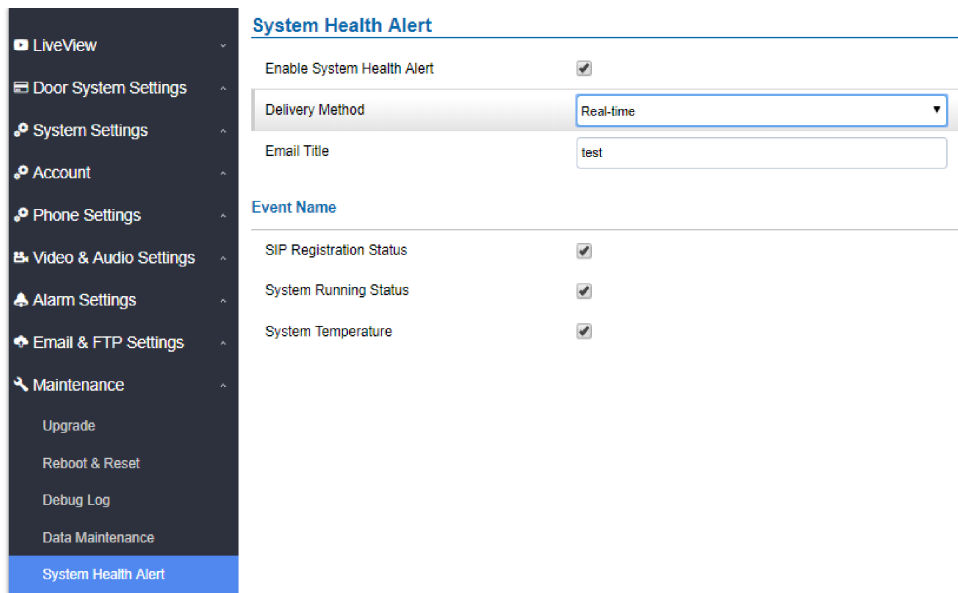 LiveView
Door System Settings
System Settings
Account
Phone Settings
Video & Audio Settings
Alarm Settings
Email & FTP Settings
Maintenance
Upgrade
Reboot & Reset
Debug Log
Data Maintenance
System Health Alert
System Health Alert
Enable System Health Alert
Delivery Method Real-time
Email Title test
Event Name
SIP Registration Status
System Running Status
System Temperature